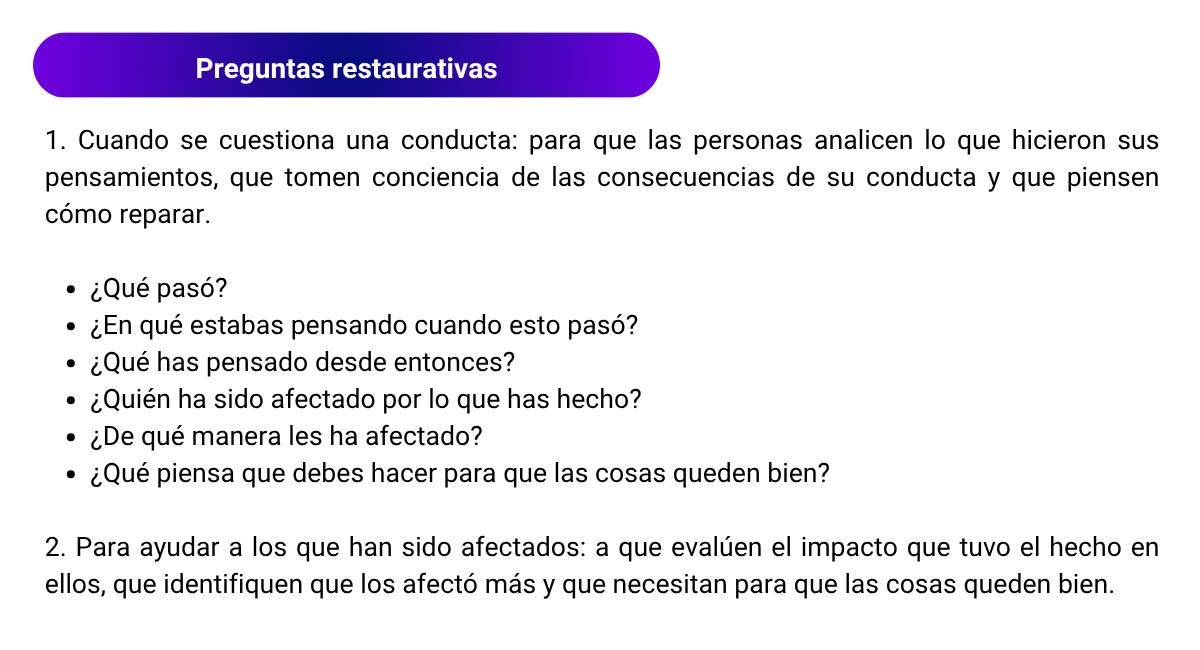 Preguntas restaurativas
1. Cuando se cuestiona una conducta: para que las personas analicen lo que hicieron sus
pensamientos, que tomen conciencia de las consecuencias de su conducta y que piensen
cómo reparar.
• ¿Qué pasó?
• ¿En qué estabas pensando cuando esto pasó?
• ¿Qué has pensado desde entonces?
• ¿Quién ha sido afectado por lo que has hecho?
• ¿De qué manera les ha afectado?
• ¿Qué piensa que debes hacer para que las cosas queden bien?
2. Para ayudar a los que han sido afectados: a que evalúen el impacto que tuvo el hecho en
ellos, que identifiquen que los afectó más y que necesitan para que las cosas queden bien.